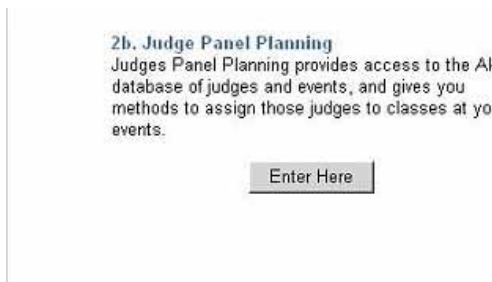 2b. Judge Panel Planning
Judges Panel Planning provides access to the
database of judges and events, and gives you
methods to assign those judges to classes at
events.
Enter Here